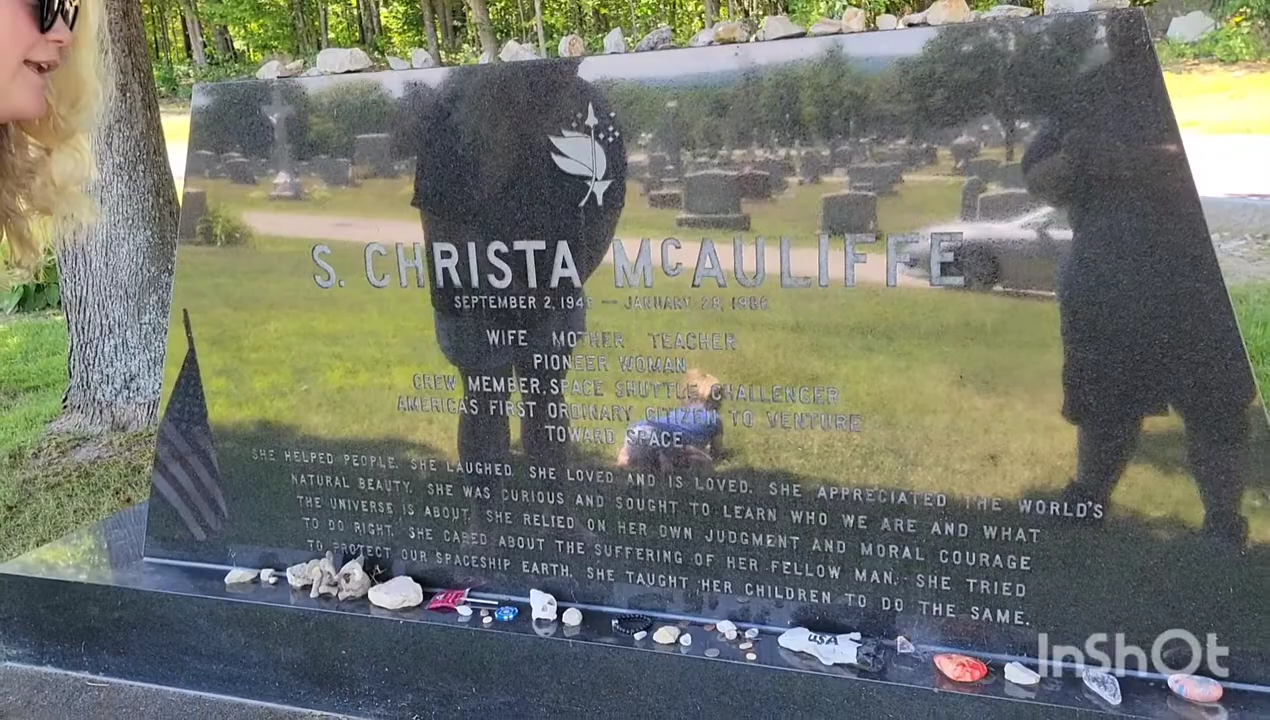 S. CHRISTA McAULIFFE
SEPTEMBER 2, 1948 — JANUARY 28, 1986
WIFE MOTHER TEACHER
PIONEER WOMAN
CREW MEMBER, SPACE SHUTTLE CHALLENGER
AMERICA'S FIRST ORDINARY CITIZEN TO VENTURE
TOWARD SPACE.
SHE HELPED PEOPLE. SHE LAUGHED. SHE LOVED AND IS LOVED. SHE APPRECIATED THE WORLD'S
NATURAL BEAUTY. SHE WAS CURIOUS AND SOUGHT TO LEARN WHO WE ARE AND WHAT
THE UNIVERSE IS ABOUT. SHE RELIED ON HER OWN JUDGMENT AND MORAL COURAGE
TO DO RIGHT. SHE CARED ABOUT THE SUFFERING OF HER FELLOW MAN. SHE TRIED
TO PROTECT OUR SPACESHIP EARTH. SHE TAUGHT HER CHILDREN TO DO THE SAME.
USA
InShOt